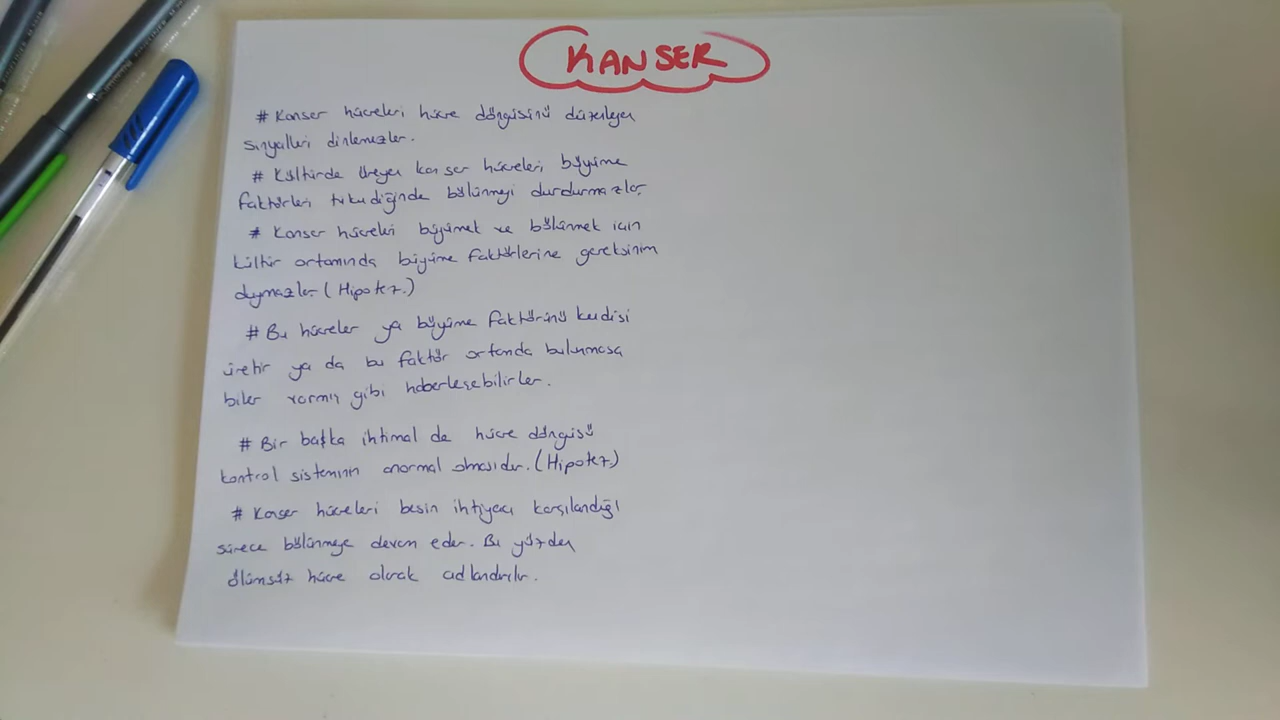 KANSER
# Kanser hücreleri hücre döngüsünü düzenleyen
sinyalleri dinlemezler.
# Kültürde üreyen kanser hücreleri, büyüme
faktörleri tükendiğinde bölünmeyi durdurmazlar.
# Kanser hücreleri büyümek ve bölünmek için
kültür ortamında büyüme faktörlerine gereksinim
duymazlar (Hipotez.)
# Bu hücreler ya büyüme faktörünü kendisi
üretir ya da bu faktör ortamda bulunmasa
bile varmış gibi haberleşebilirler.
# Bir başka ihtimal de hücre döngüsü
kontrol sisteminin anormal olmasıdır. (Hipotez)
# Kanser hücreleri besin ihtiyacı karşılandığı
sürece bölünmeye devam eder. Bu yüzden
ölümsüz hücre olarak adlandırılır.